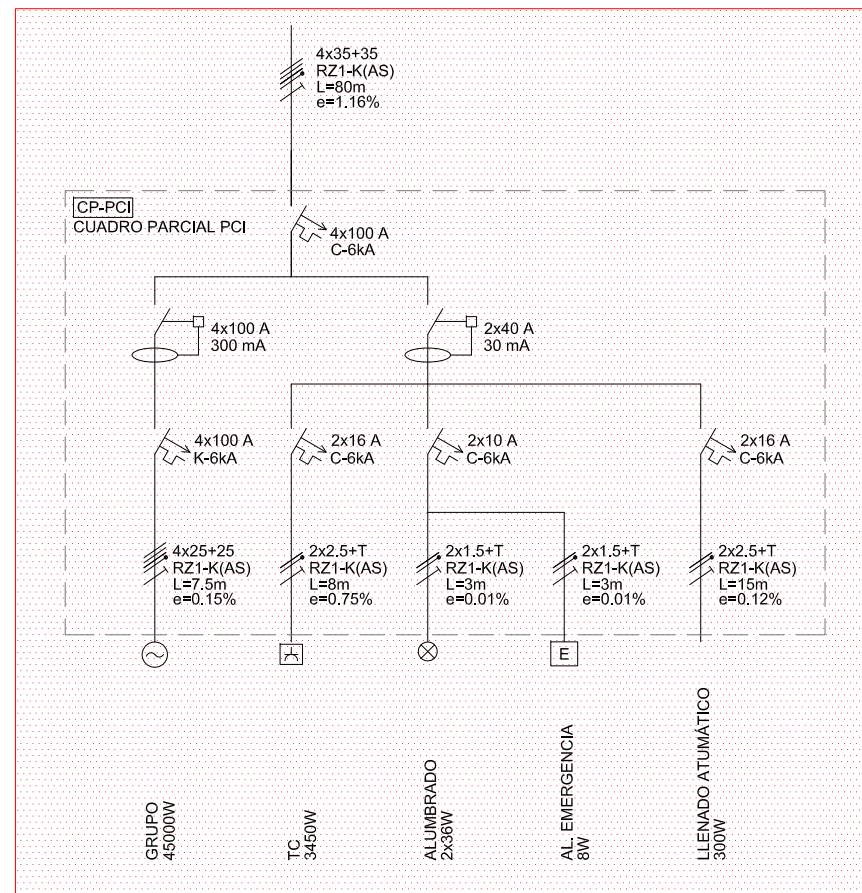 4x35+35
RZ1-K(AS)
L=80m
e=1.16%
CP-PCI
CUADRO PARCIAL PCI
4x100 A
C-6kA
4x100 A
300 mA
2x40 A
30 mA
4x100 A
K-6kA
2x16 A
C-6kA
2x10 A
C-6kA
2x16 A
C-6kA
4x25+25
RZ1-K(AS)
L=7.5m
e=0.15%
2x2.5+T
RZ1-K(AS)
L=8m
e=0.75%
2x1.5+T
RZ1-K(AS)
L=3m
e=0.01%
2x1.5+T
RZ1-K(AS)
L=3m
e=0.01%
2x2.5+T
RZ1-K(AS)
L=15m
e=0.12%
E
GRUPO
45000W
TC
3450W
ALUMBRADO
2x36W
AL. EMERGENCIA
8W
LLENADO ATUMÁTICO
300W